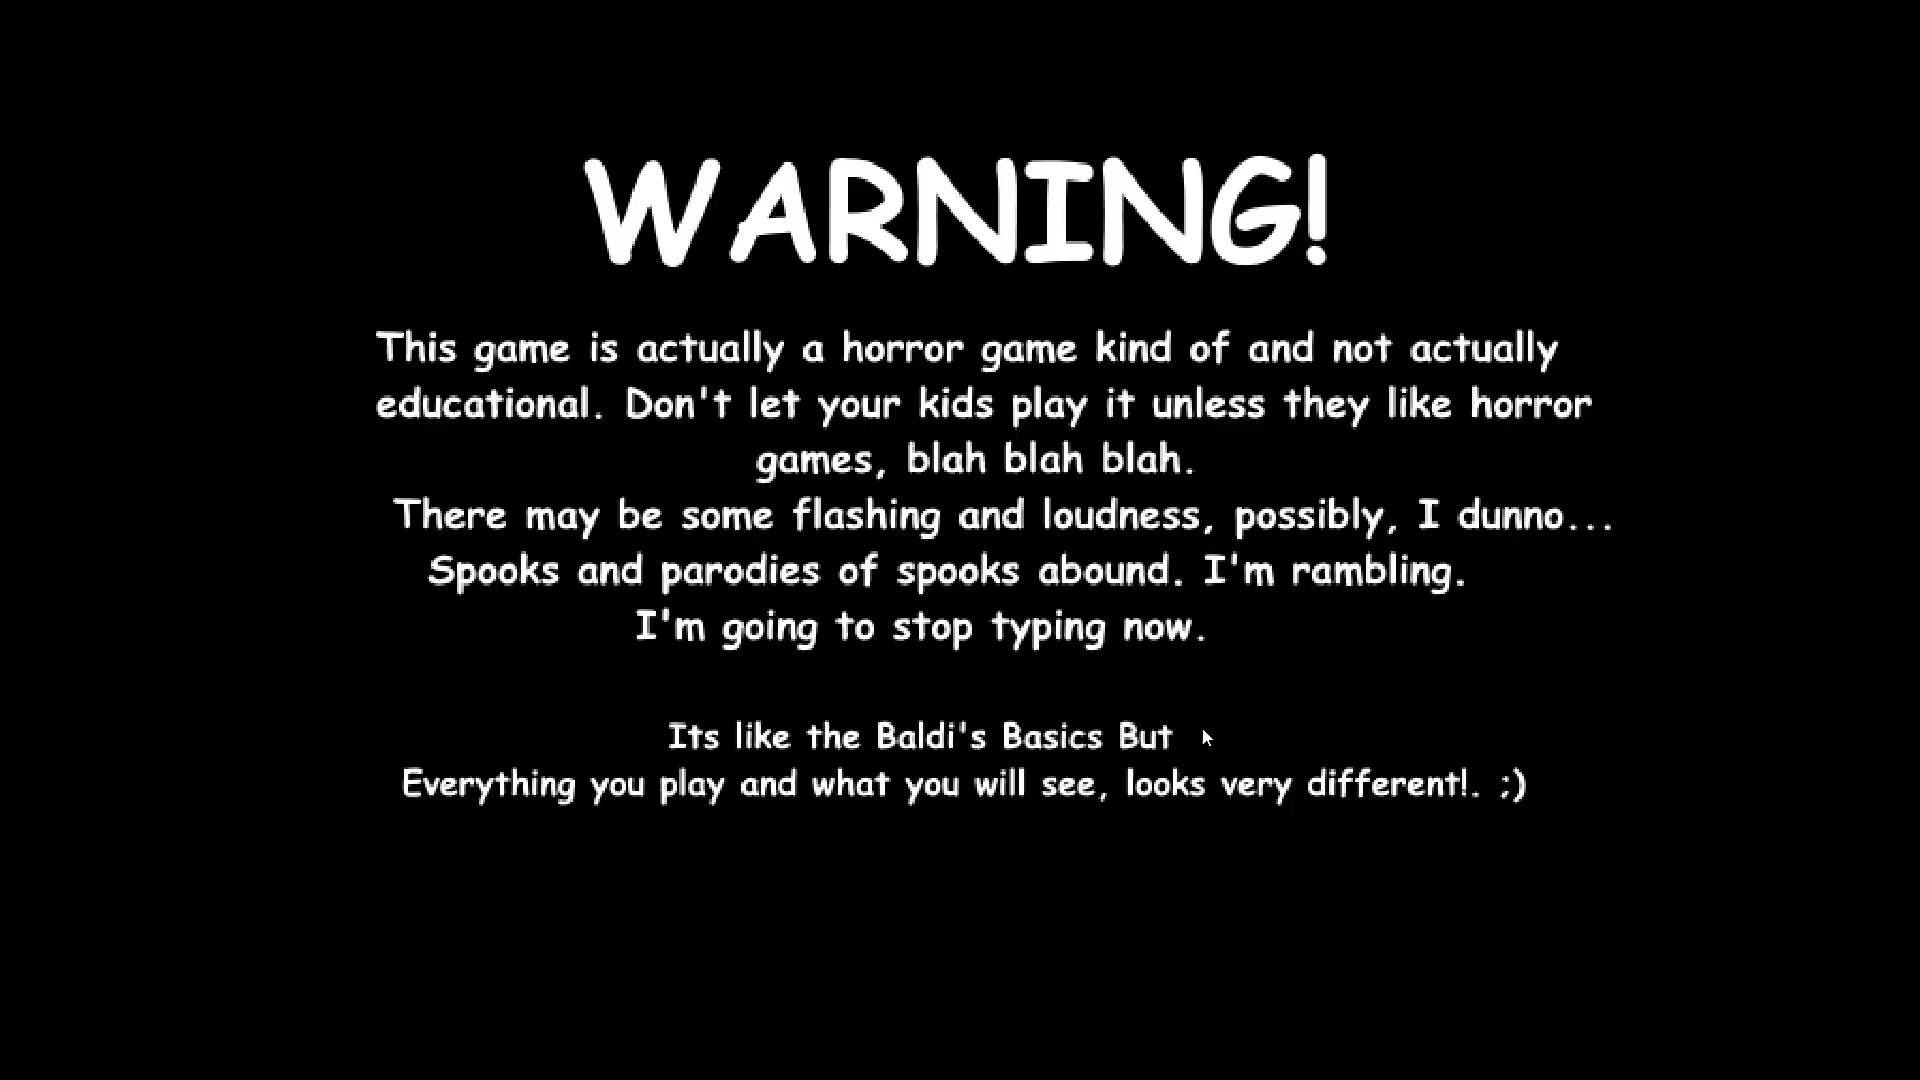 WARNING!
This game is actually a horror game kind of and not actually
educational. Don't let your kids play it unless they like horror
games, blah blah blah.
There may be some flashing and loudness, possibly, I dunno...
Spooks and parodies of spooks abound. I'm rambling.
I'm going to stop typing now.
Its like the Baldi's Basics But
Everything you play and what you will see, looks very different!. ;)